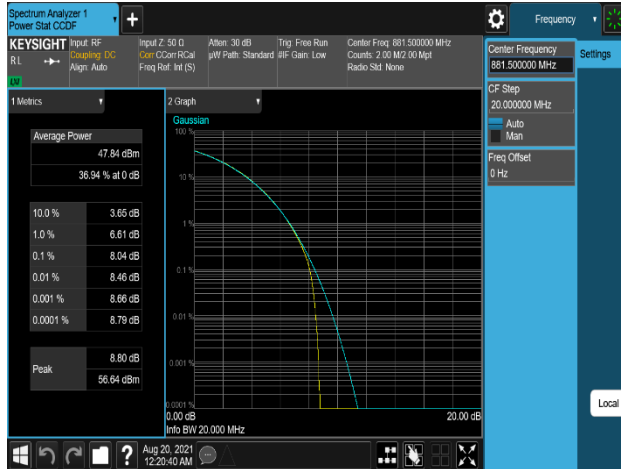 Spectrum Analyzer 1
Power Stat CCDF
Frequency
KEYSIGHT
R L
LW
Input: RF
Coupling: DC
Align: Auto
Input Z: 50 Ω
Corr CCorr RCal
Freq Ref: Int (S)
Atten: 30 dB
µW Path: Standard
Trig: Free Run
#IF Gain: Low
Center Freq: 881.500000 MHz
Counts: 2.00 M/2.00 Mpt
Radio Std: None
Center Frequency
881.500000 MHz
Settings
CF Step
20.000000 MHz
Auto
Man
Freq Offset
0 Hz
1 Metrics
Average Power
47.84 dBm
36.94 % at 0 dB
10.0 % 3.65 dB
1.0 % 6.61 dB
0.1 % 8.04 dB
0.01 % 8.46 dB
0.001 % 8.66 dB
0.0001 % 8.79 dB
Peak
8.80 dB
56.64 dBm
2 Graph
Gaussian
100 %
10 %
1 %
0.1 %
0.01 %
0.001 %
0.0001 %
0.00 dB
20.00 dB
Info BW 20.000 MHz
Local
?
Aug 20, 2021
12:20:40 AM